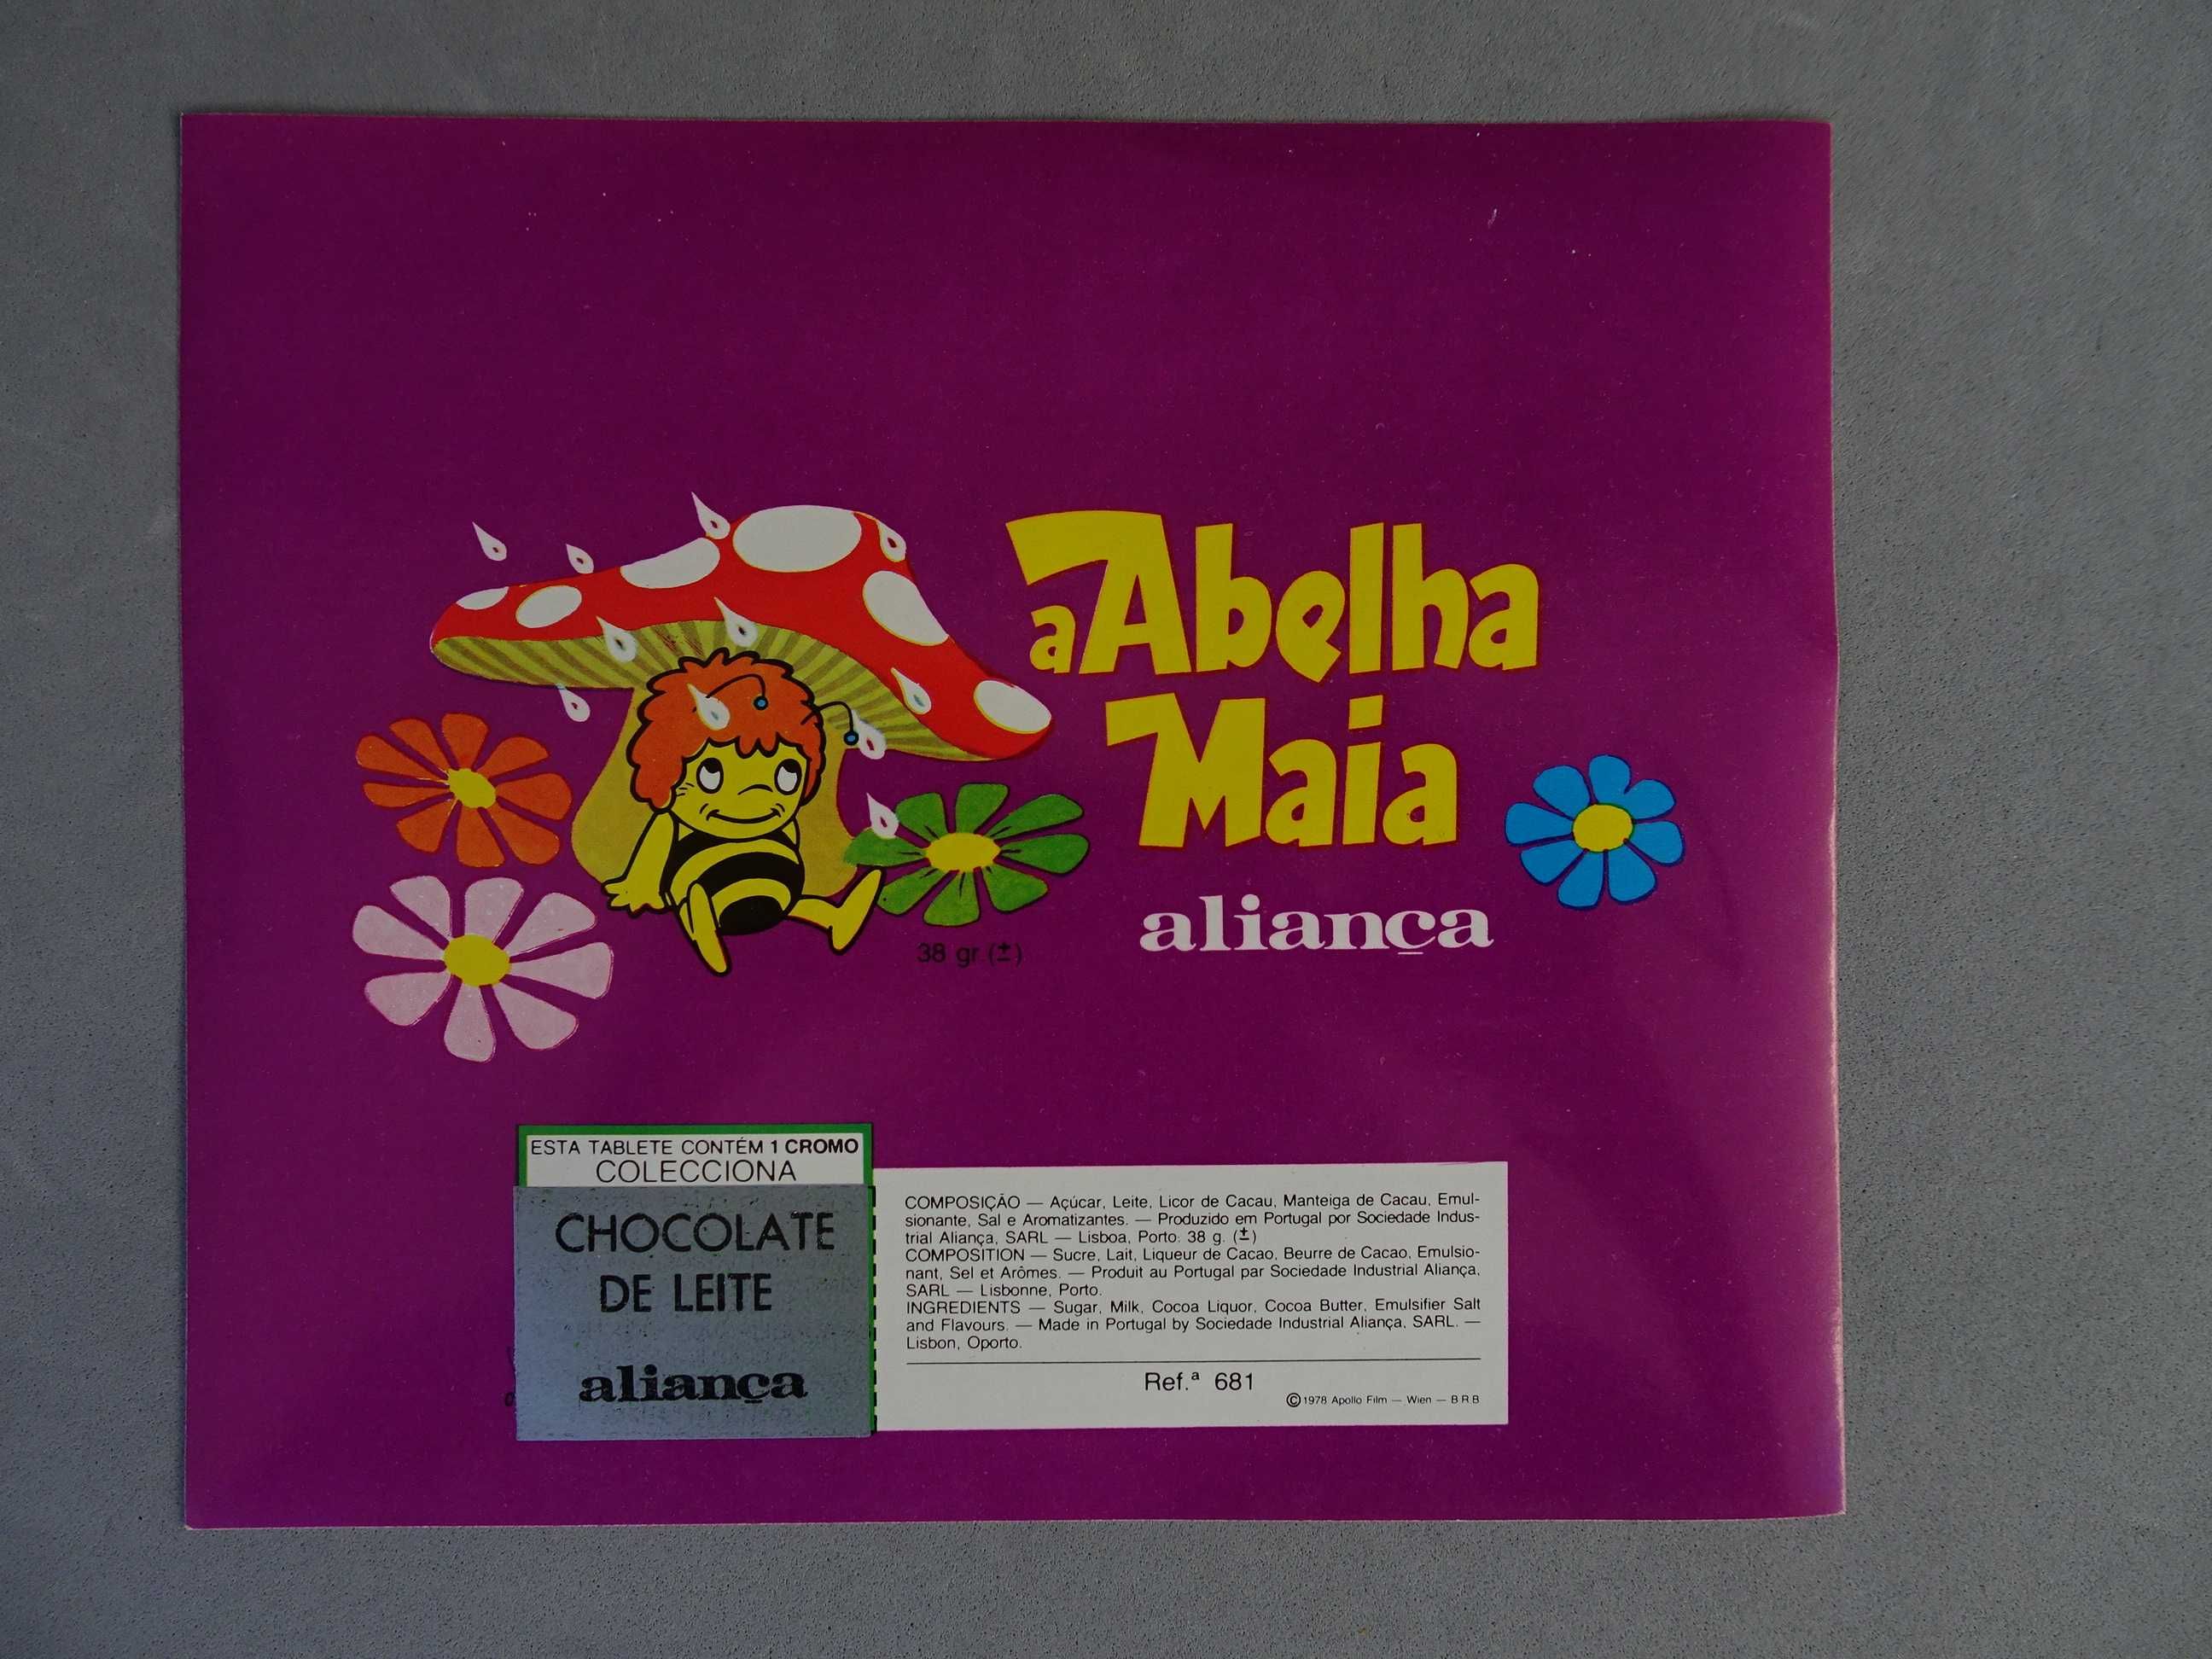 a Abelha
Maia
aliança
38 gr (±)
ESTA TABLETE CONTÉM 1 CROMO
COLECCIONA
CHOCOLATE
DE LEITE
aliança
COMPOSIÇÃO — Açúcar, Leite, Licor de Cacau, Manteiga de Cacau, Emul-
sionante, Sal e Aromatizantes. — Produzido em Portugal por Sociedade Indus-
trial Aliança, SARL — Lisboa, Porto. 38 g. (±)
COMPOSITION — Sucre, Lait, Liqueur de Cacao, Beurre de Cacao, Emulsio-
nant, Sel et Arômes. — Produit au Portugal par Sociedade Industrial Aliança,
SARL — Lisbonne, Porto.
INGREDIENTS — Sugar, Milk, Cocoa Liquor, Cocoa Butter, Emulsifier Salt
and Flavours. — Made in Portugal by Sociedade Industrial Aliança, SARL. —
Lisbon, Oporto.
Ref.ª 681
©1978 Apollo Film — Wien — B R B